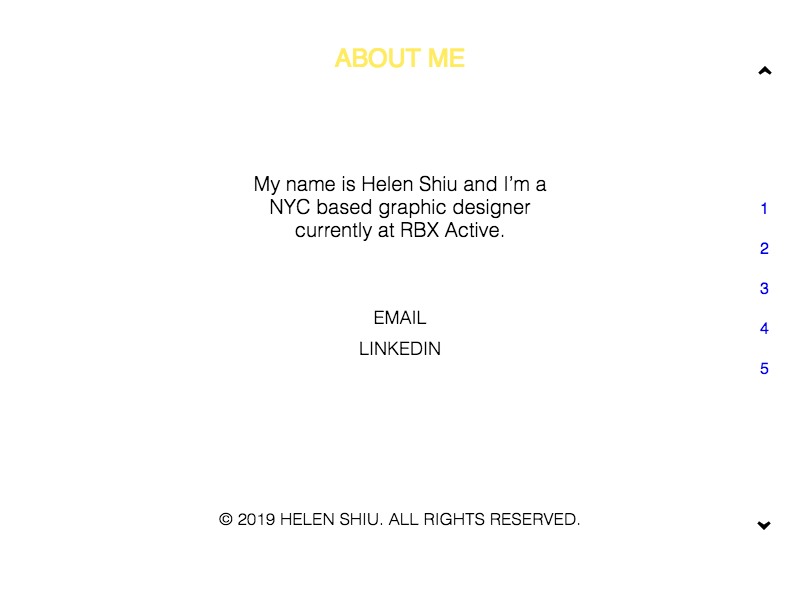 ABOUT ME
My name is Helen Shiu and I’m a
NYC based graphic designer
currently at RBX Active.
EMAIL
LINKEDIN
© 2019 HELEN SHIU. ALL RIGHTS RESERVED.
1
2
3
4
5